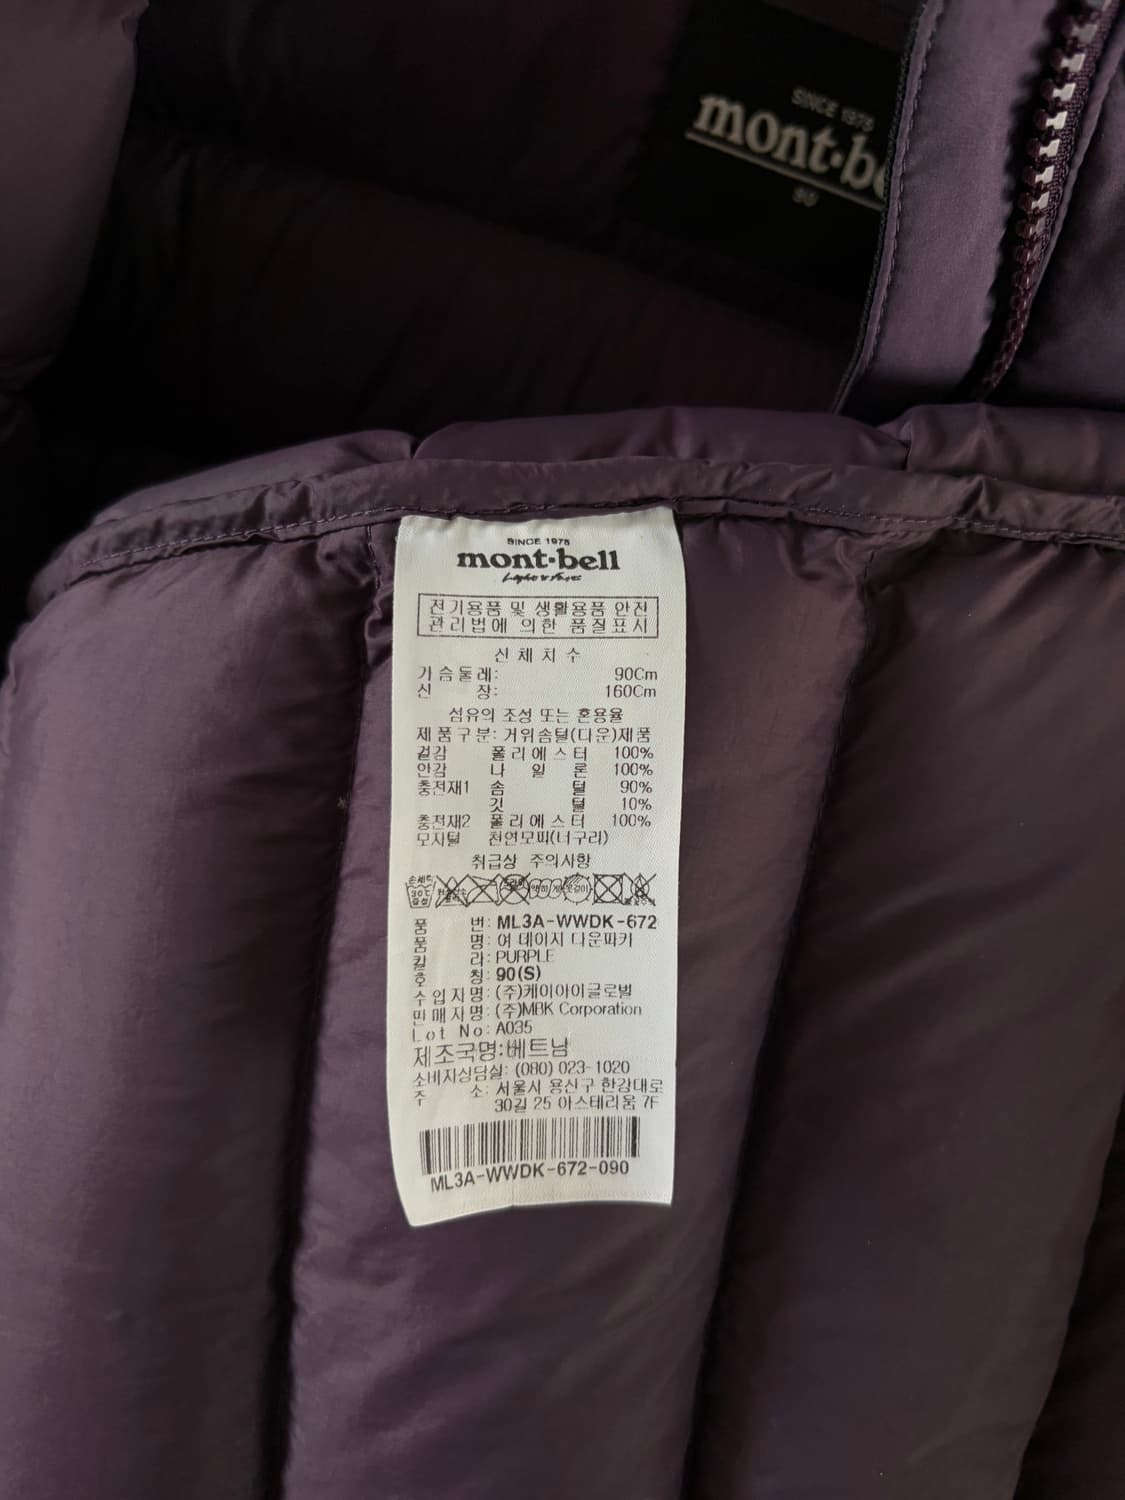 SINCE 1975
mont·be
90
SINCE 1975
mont·bell
전기용품 및 생활용품 안전
관리법에 의한 품질표시
신체치수
가슴둘레: 90Cm
신 장: 160Cm
섬유의 조성 또는 혼용율
제품구분: 거위솜털(다운)제품
겉감 폴리에스터 100%
안감 나일론 100%
충전재1 솜털 90%
깃털 10%
충전재2 폴리에스터 100%
모자털 천연모피(너구리)
취급상 주의사항
손세탁
30℃
중성
품 번: ML3A-WWDK-672
품 명: 여 데이지 다운파카
컬 라: PURPLE
호 칭: 90(S)
수입자명: (주)케이아이글로벌
판매자명: (주)MBK Corporation
Lot No: A035
제조국명:베트남
소비자상담실: (080) 023-1020
주 소: 서울시 용산구 한강대로
30길 25 아스테리움 7F
ML3A-WWDK-672-090